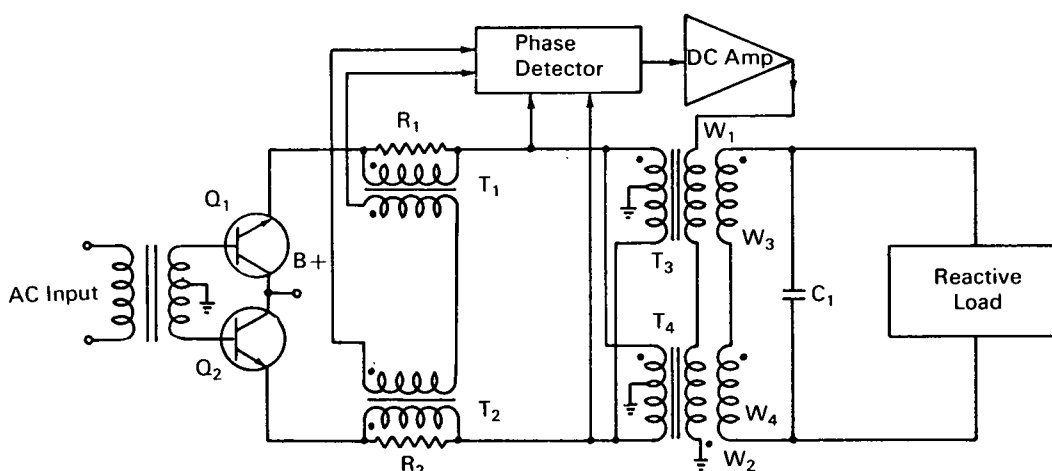 Phase
Detector
DC Amp
R1
W1
T1
Q1
B+
W3
T3
AC Input
C1
Reactive
Load
T4
Q2
T2
W4
R2
W2